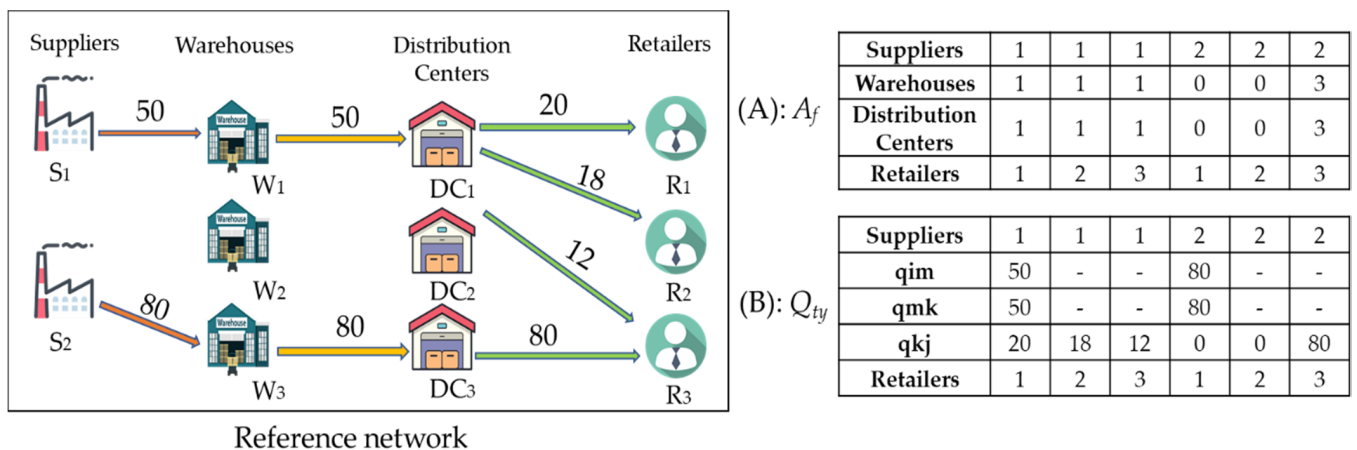 Suppliers Warehouses Distribution Centers Retailers
50 50 20
Warehouse
S1 W1 DC1 R1
18
Warehouse
12
W2 DC2 R2
80 80 80
Warehouse
S2 W3 DC3 R3
Reference network
(A): Af
Suppliers 1 1 1 2 2 2
Warehouses 1 1 1 0 0 3
Distribution Centers 1 1 1 0 0 3
Retailers 1 2 3 1 2 3
(B): Qty
Suppliers 1 1 1 2 2 2
qim 50 - - 80 - -
qmk 50 - - 80 - -
qkj 20 18 12 0 0 80
Retailers 1 2 3 1 2 3